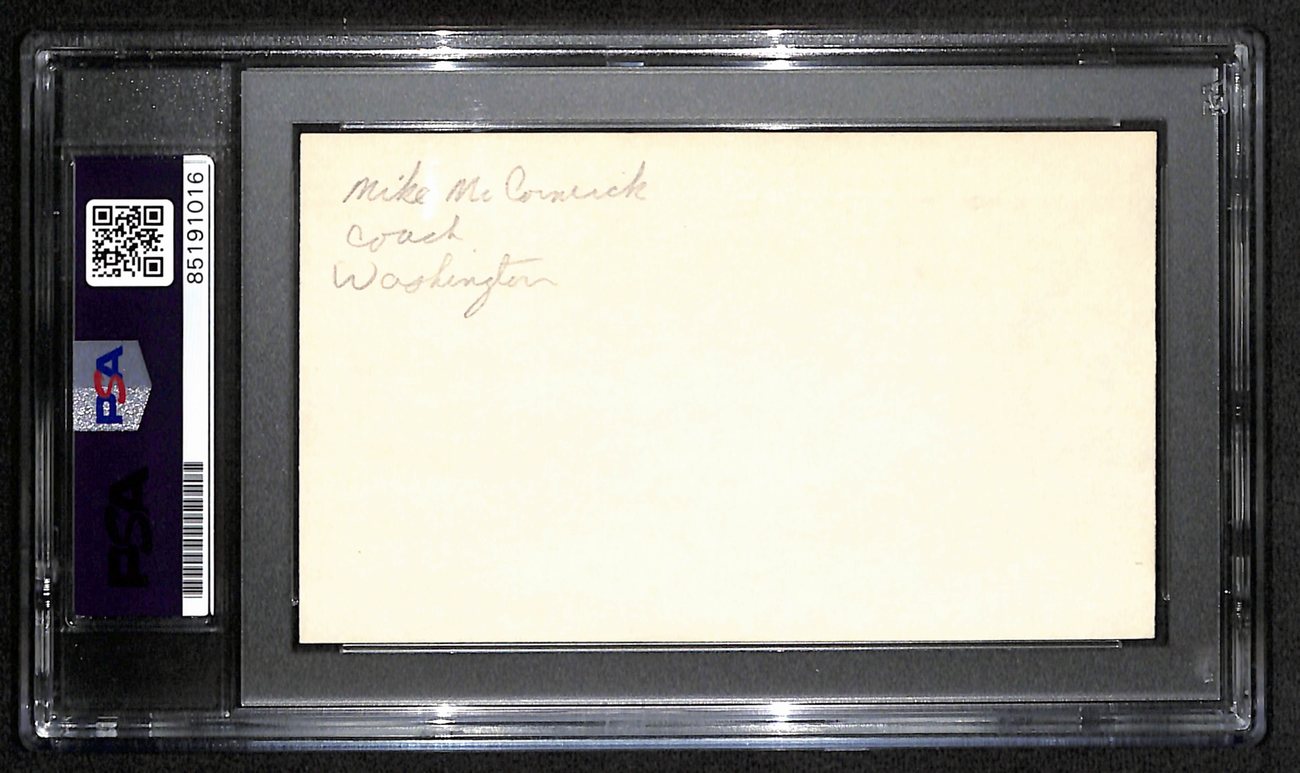 Mike McCormick
Coach
Washington
85191016
PSA
PSA